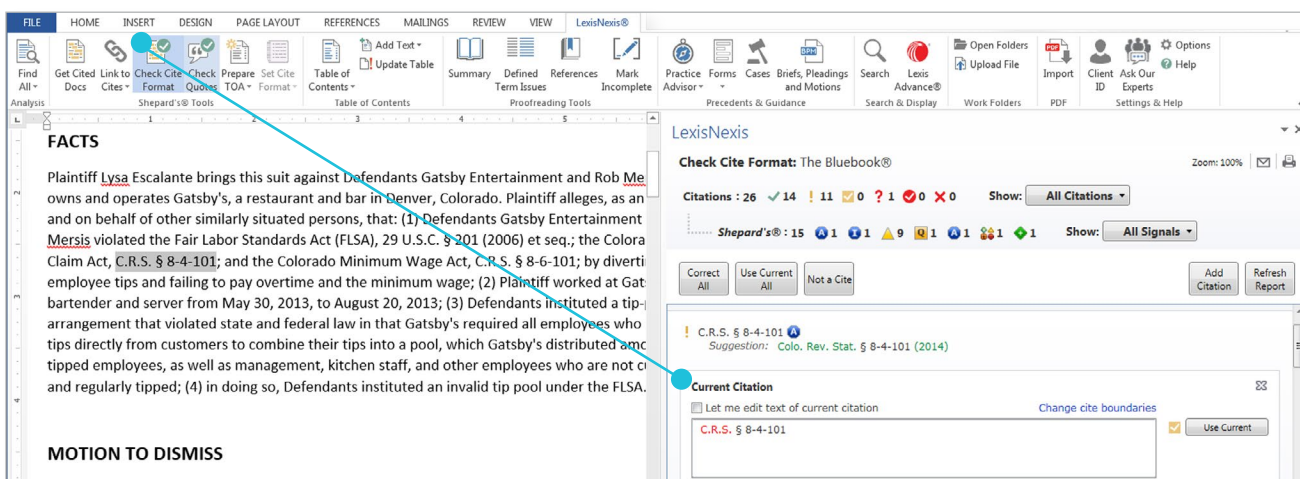 FILE HOME INSERT DESIGN PAGE LAYOUT REFERENCES MAILINGS REVIEW VIEW LexisNexis®
Find All
Get Cited Docs
Link to Cites
Check Cite Format
Check Quotes
Prepare TOA
Set Cite Format
Table of Contents
Add Text
Update Table
Summary
Defined Term Issues
References
Mark Incomplete
Practice Advisor
Forms
Cases
Briefs, Pleadings and Motions
Search
Lexis Advance®
Open Folders
Upload File
Import
Client ID
Ask Our Experts
Options
Help
Analysis Shepard's® Tools Table of Contents Proofreading Tools Precedents & Guidance Search & Display Work Folders PDF Settings & Help
1 2 3 4 5
FACTS
Plaintiff Lysa Escalante brings this suit against Defendants Gatsby Entertainment and Rob Me
owns and operates Gatsby's, a restaurant and bar in Denver, Colorado. Plaintiff alleges, as an
and on behalf of other similarly situated persons, that: (1) Defendants Gatsby Entertainment
Mersis violated the Fair Labor Standards Act (FLSA), 29 U.S.C. § 201 (2006) et seq.; the Colora
Claim Act, C.R.S. § 8-4-101; and the Colorado Minimum Wage Act, C.R.S. § 8-6-101; by diverti
employee tips and failing to pay overtime and the minimum wage; (2) Plaintiff worked at Gat
bartender and server from May 30, 2013, to August 20, 2013; (3) Defendants instituted a tip-
arrangement that violated state and federal law in that Gatsby's required all employees who
tips directly from customers to combine their tips into a pool, which Gatsby's distributed amo
tipped employees, as well as management, kitchen staff, and other employees who are not cu
and regularly tipped; (4) in doing so, Defendants instituted an invalid tip pool under the FLSA.
MOTION TO DISMISS
LexisNexis
Check Cite Format: The Bluebook®
Zoom: 100%
Citations : 26 14 ! 11 0 ? 1 0 0 Show: All Citations
Shepard's® : 15 A 1 I 1 9 Q 1 A 1 1 1 Show: All Signals
Correct All
Use Current All
Not a Cite
Add Citation
Refresh Report
! C.R.S. § 8-4-101 A
Suggestion: Colo. Rev. Stat. § 8-4-101 (2014)
Current Citation
Let me edit text of current citation Change cite boundaries
C.R.S. § 8-4-101
Use Current